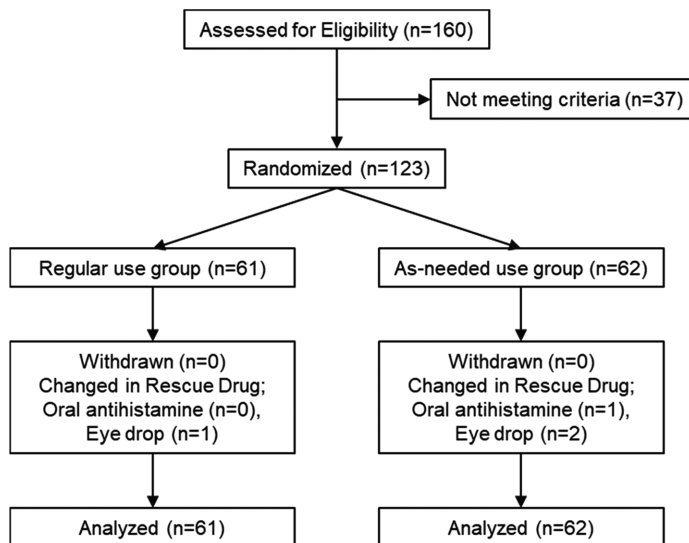 Assessed for Eligibility (n=160)
Not meeting criteria (n=37)
Randomized (n=123)
Regular use group (n=61)
As-needed use group (n=62)
Withdrawn (n=0)
Changed in Rescue Drug;
Oral antihistamine (n=0),
Eye drop (n=1)
Withdrawn (n=0)
Changed in Rescue Drug;
Oral antihistamine (n=1),
Eye drop (n=2)
Analyzed (n=61)
Analyzed (n=62)